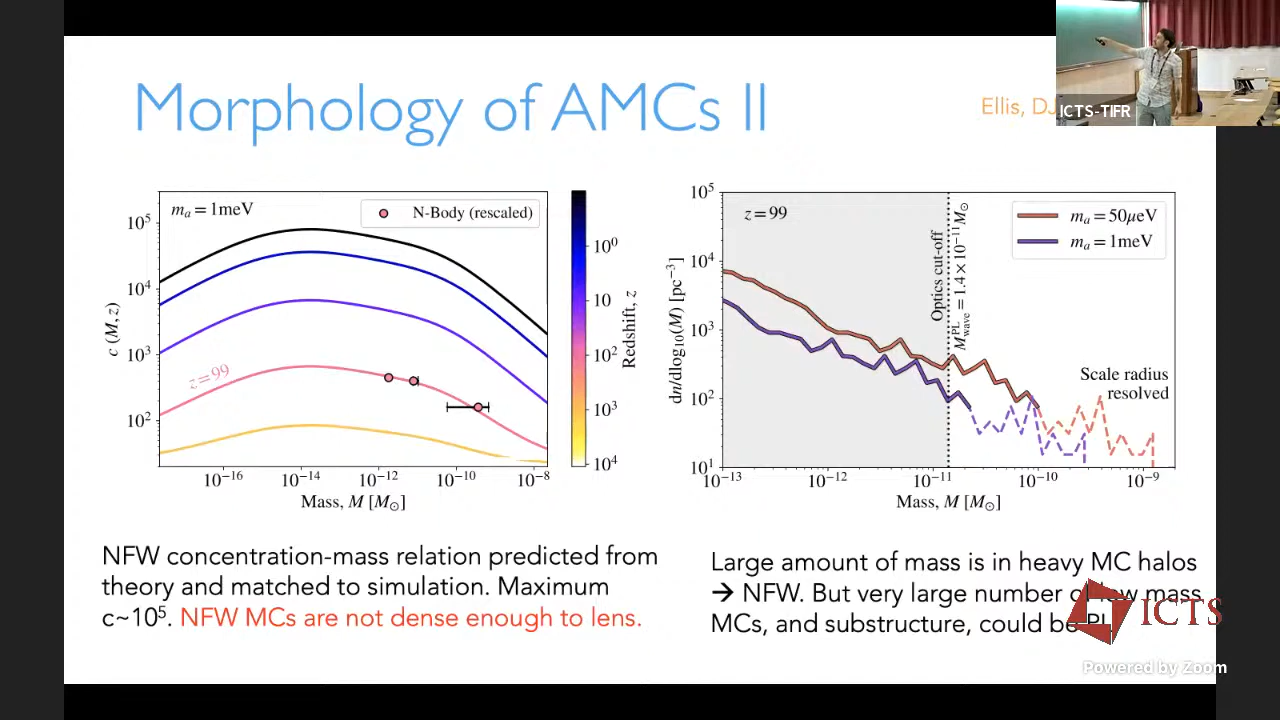 Morphology of AMCs II
Ellis, DJ
ICTS-TIFR
m_a = 1meV
N-Body (rescaled)
10^5
10^4
10^3
10^2
c (M, z)
z=99
10^-16
10^-14
10^-12
10^-10
10^-8
Mass, M [M_⊙]
10^0
10
10^2
10^3
10^4
Redshift, z
z=99
m_a = 50μeV
m_a = 1meV
10^5
10^4
10^3
10^2
10^1
dn/dlog_10(M) [pc^-3]
Optics cut-off
M^PL_wave = 1.4 × 10^-11 M_⊙
Scale radius
resolved
10^-13
10^-12
10^-11
10^-10
10^-9
Mass, M [M_⊙]
NFW concentration-mass relation predicted from
theory and matched to simulation. Maximum
c~10^5. NFW MCs are not dense enough to lens.
Large amount of mass is in heavy MC halos
→ NFW. But very large number of low mass
MCs, and substructure, could be PL
ICTS
Powered by Zoom